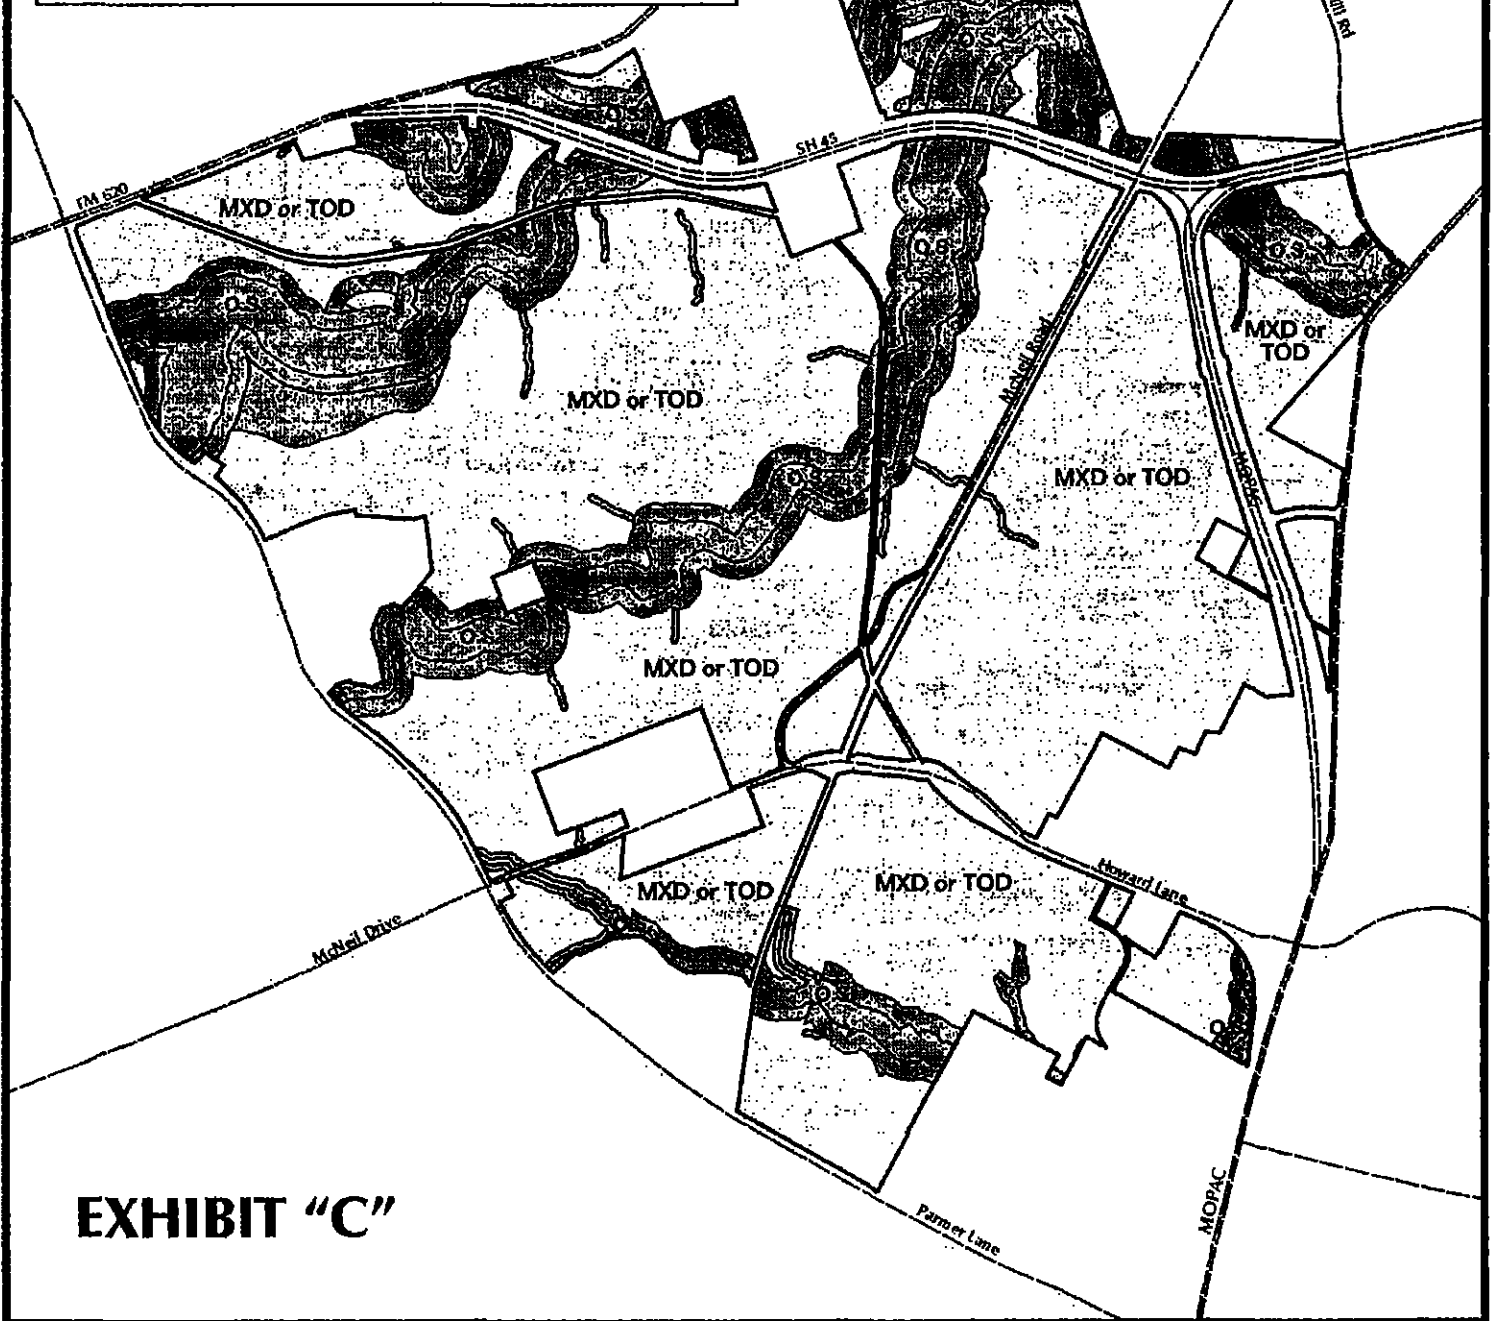 O.S.
SH 45
FM 620
MXD or TOD
O.S.
O.S.
O.S.
O.S.
MXD or
TOD
McNeil Road
MXD or TOD
MXD or TOD
MOPAC
O.S.
O.S.
MXD or TOD
MXD or TOD
MXD or TOD
Howard Lane
McNeil Drive
EXHIBIT “C”
Parmer Lane
MOPAC